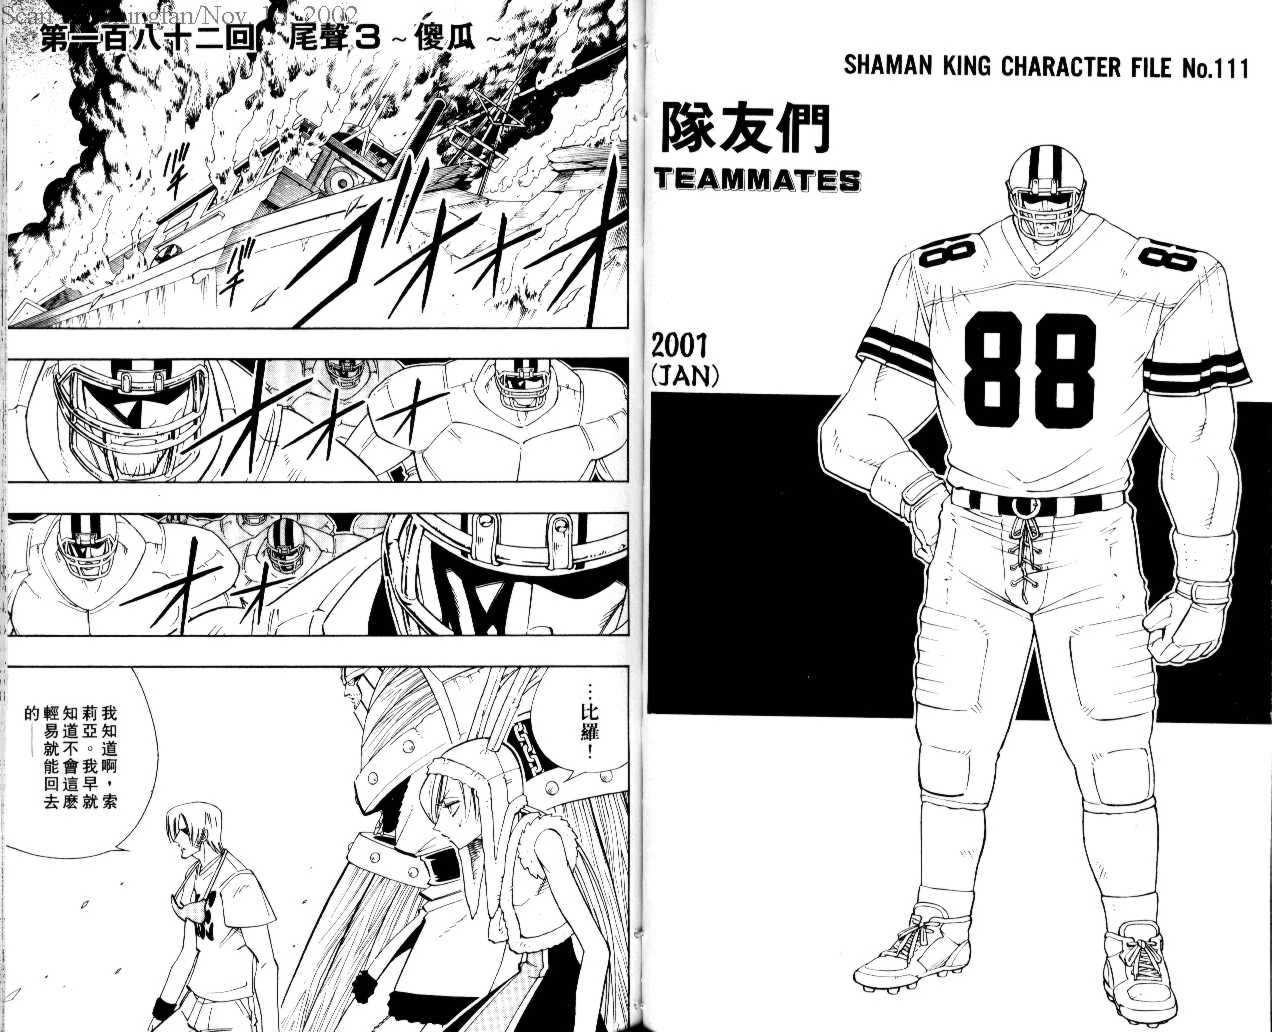 SHAMAN KING CHARACTER FILE No.111
隊友們
TEAMMATES
2001
(JAN)
88
88
88
第一百八十二回 尾聲3～傻瓜～
…比羅！
我知道啊，索
莉亞。我早就
知道不會這麼
輕易就能回去
的——